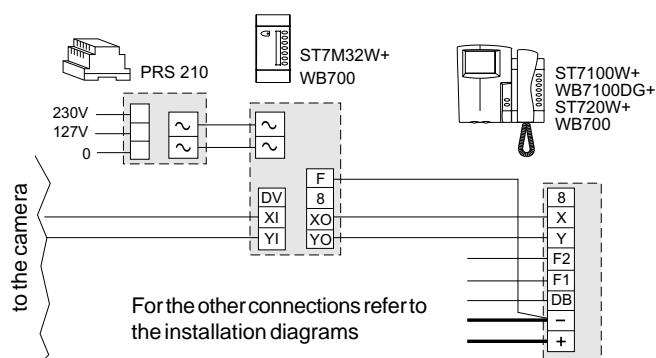 PRS 210
ST7M32W+
WB700
ST7100W+
WB7100DG+
ST720W+
WB700
230V
127V
0
~
~
~
~
F
8
XO
YO
DV
XI
YI
8
X
Y
F2
F1
DB
–
+
to the camera
For the other connections refer to
the installation diagrams